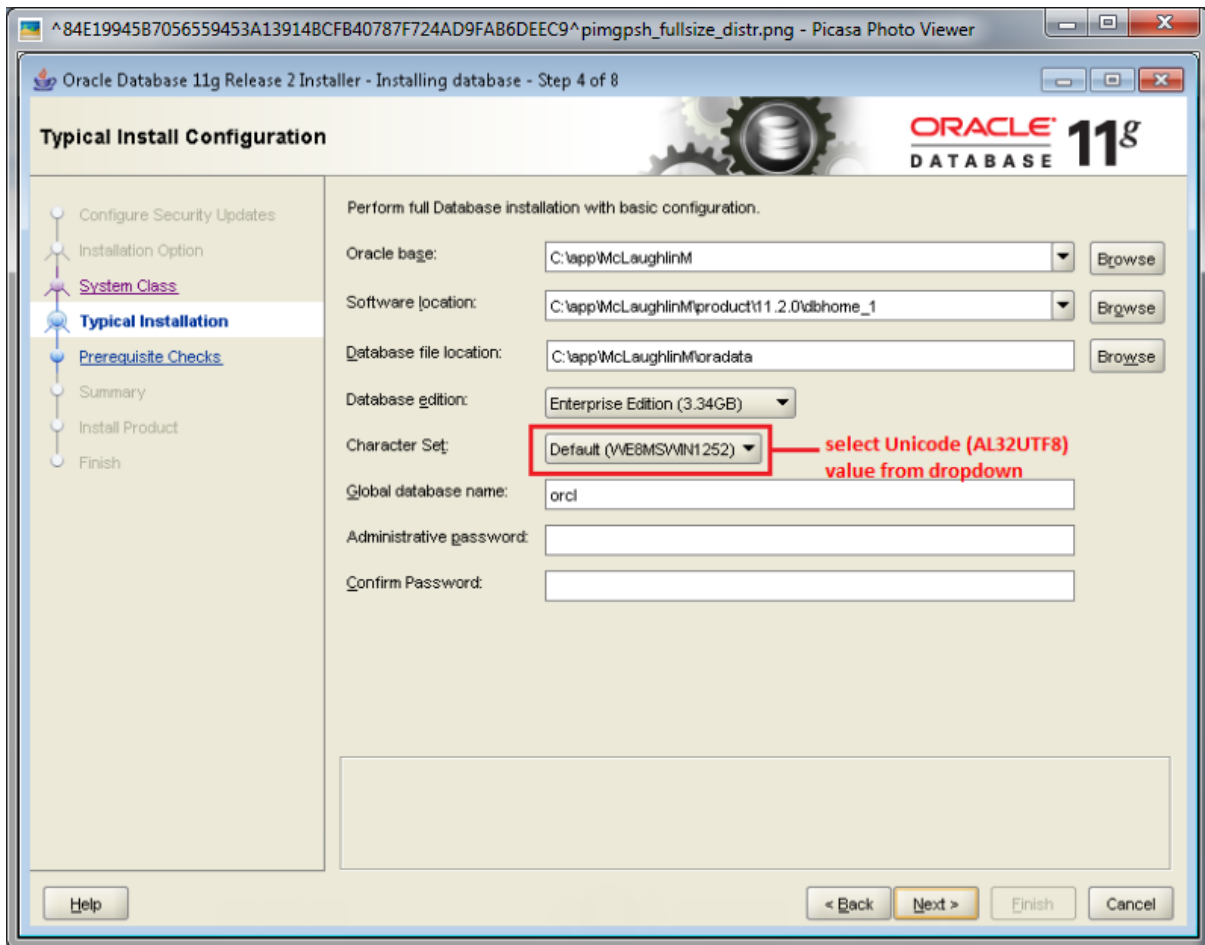 ^84E19945B7056559453A13914BCFB40787F724AD9FAB6DEEC9^pimgpsh_fullsize_distr.png - Picasa Photo Viewer
Oracle Database 11g Release 2 Installer - Installing database - Step 4 of 8
Typical Install Configuration
ORACLE 11g
DATABASE
Configure Security Updates
Installation Option
System Class
Typical Installation
Prerequisite Checks
Summary
Install Product
Finish
Perform full Database installation with basic configuration.
Oracle base: C:\app\McLaughlinM Browse
Software location: C:\app\McLaughlinM\product\11.2.0\dbhome_1 Browse
Database file location: C:\app\McLaughlinM\oradata Browse
Database edition: Enterprise Edition (3.34GB)
Character Set: Default (WE8MSWIN1252) select Unicode (AL32UTF8)
value from dropdown
Global database name: orcl
Administrative password:
Confirm Password:
Help < Back Next > Finish Cancel